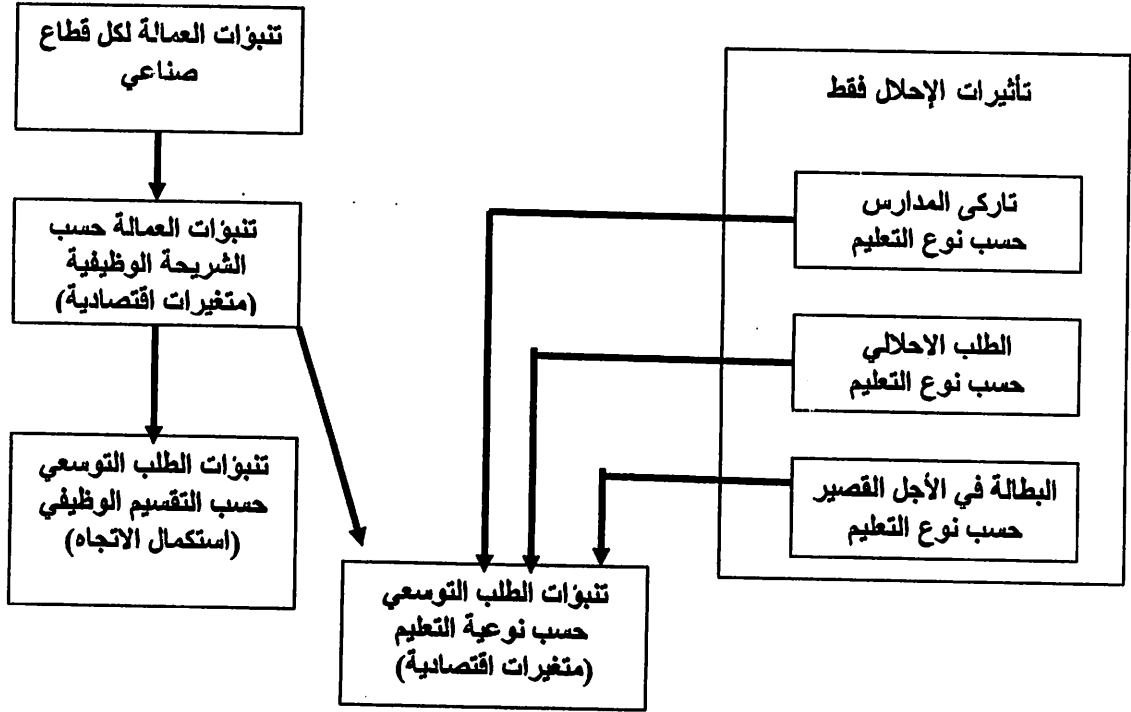 تنبؤات العمالة لكل قطاع
صناعي
تأثيرات الإحلال فقط
تاركى المدارس
حسب نوع التعليم
تنبؤات العمالة حسب
الشريحة الوظيفية
(متغيرات اقتصادية)
الطلب الاحلالي
حسب نوع التعليم
تنبؤات الطلب التوسعي
حسب التقسيم الوظيفي
(استكمال الاتجاه)
البطالة في الأجل القصير
حسب نوع التعليم
تنبؤات الطلب التوسعي
حسب نوعية التعليم
(متغيرات اقتصادية)